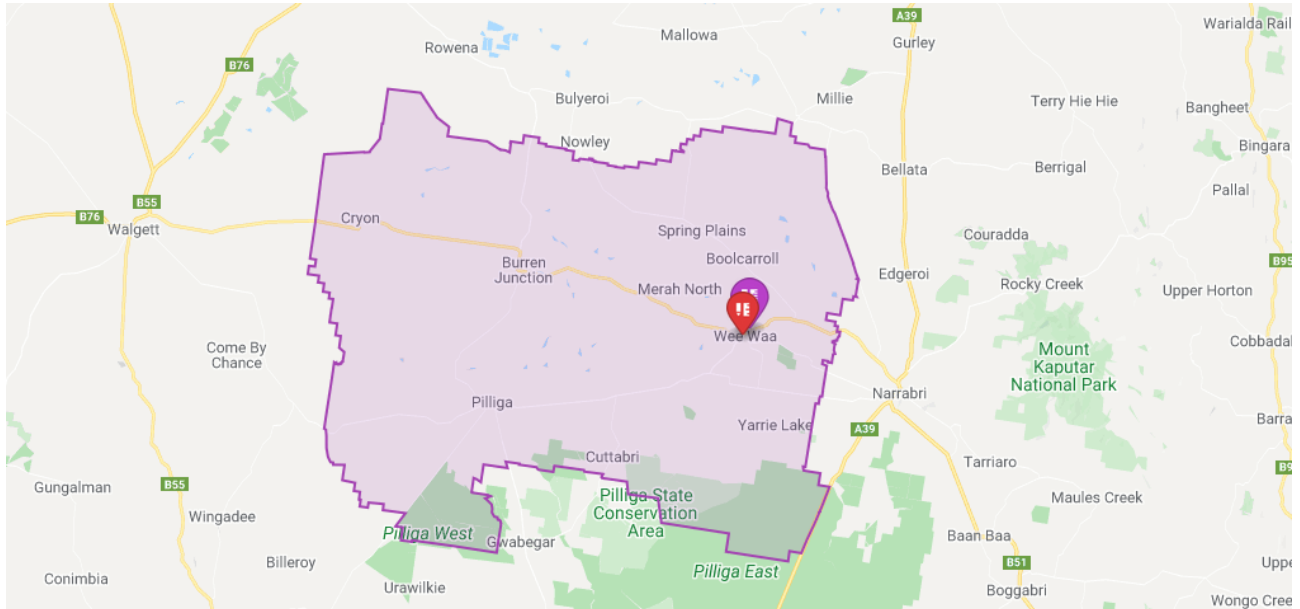 Mallowa
A39
Warialda Rail
Rowena
Gurley
B76
Bulyeroi
Millie
Terry Hie Hie
Bangheet
Nowley
Bingara
Bellata
Berrigal
Pallal
B55
B76
Walgett
Cryon
Spring Plains
Couradda
Boolcarroll
B95
Burren
Junction
Edgeroi
Merah North
Rocky Creek
Upper Horton
Wee Waa
Come By
Chance
Mount
Kaputar
National Park
Cobbadal
Narrabri
Pilliga
Barra
Yarrie Lake
A39
Cuttabri
Tarriaro
B9
Gungalman
B55
Pilliga State
Conservation
Area
Maules Creek
Wingadee
Pilliga West
Gwabegar
Baan Baa
Billeroy
Pilliga East
B51
Uppe
Conimbia
Urawilkie
Boggabri
Wongo Cree